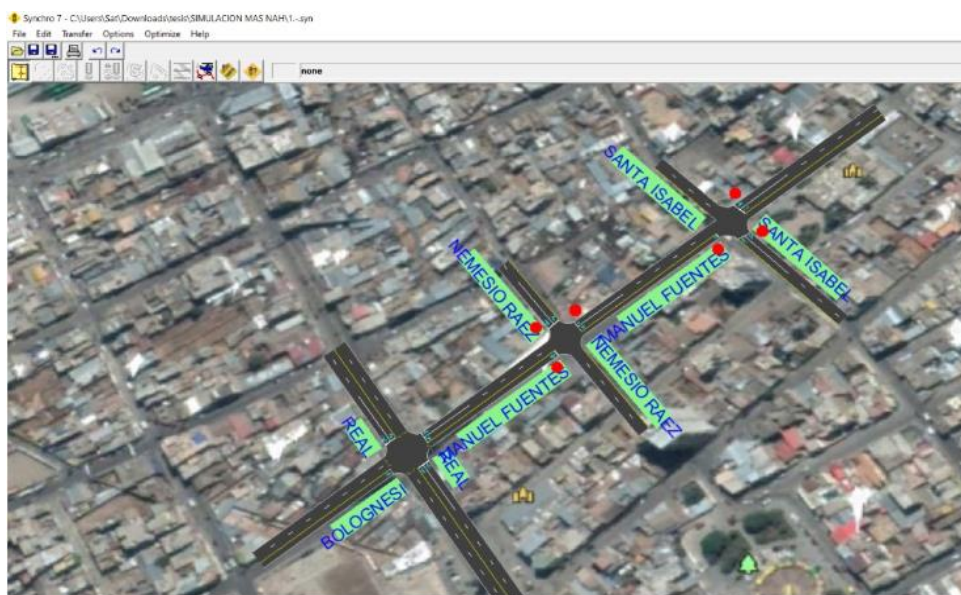 Synchro 7 - C:\Users\Sat\Downloads\tesis\SIMULACION MAS NAH\1.-.syn
File Edit Transfer Options Optimize Help
none
SANTA ISABEL
SANTA ISABEL
NEMESIO RAEZ
MANUEL FUENTES
NEMESIO RAEZ
MANUEL FUENTES
REAL
REAL
BOLOGNESI